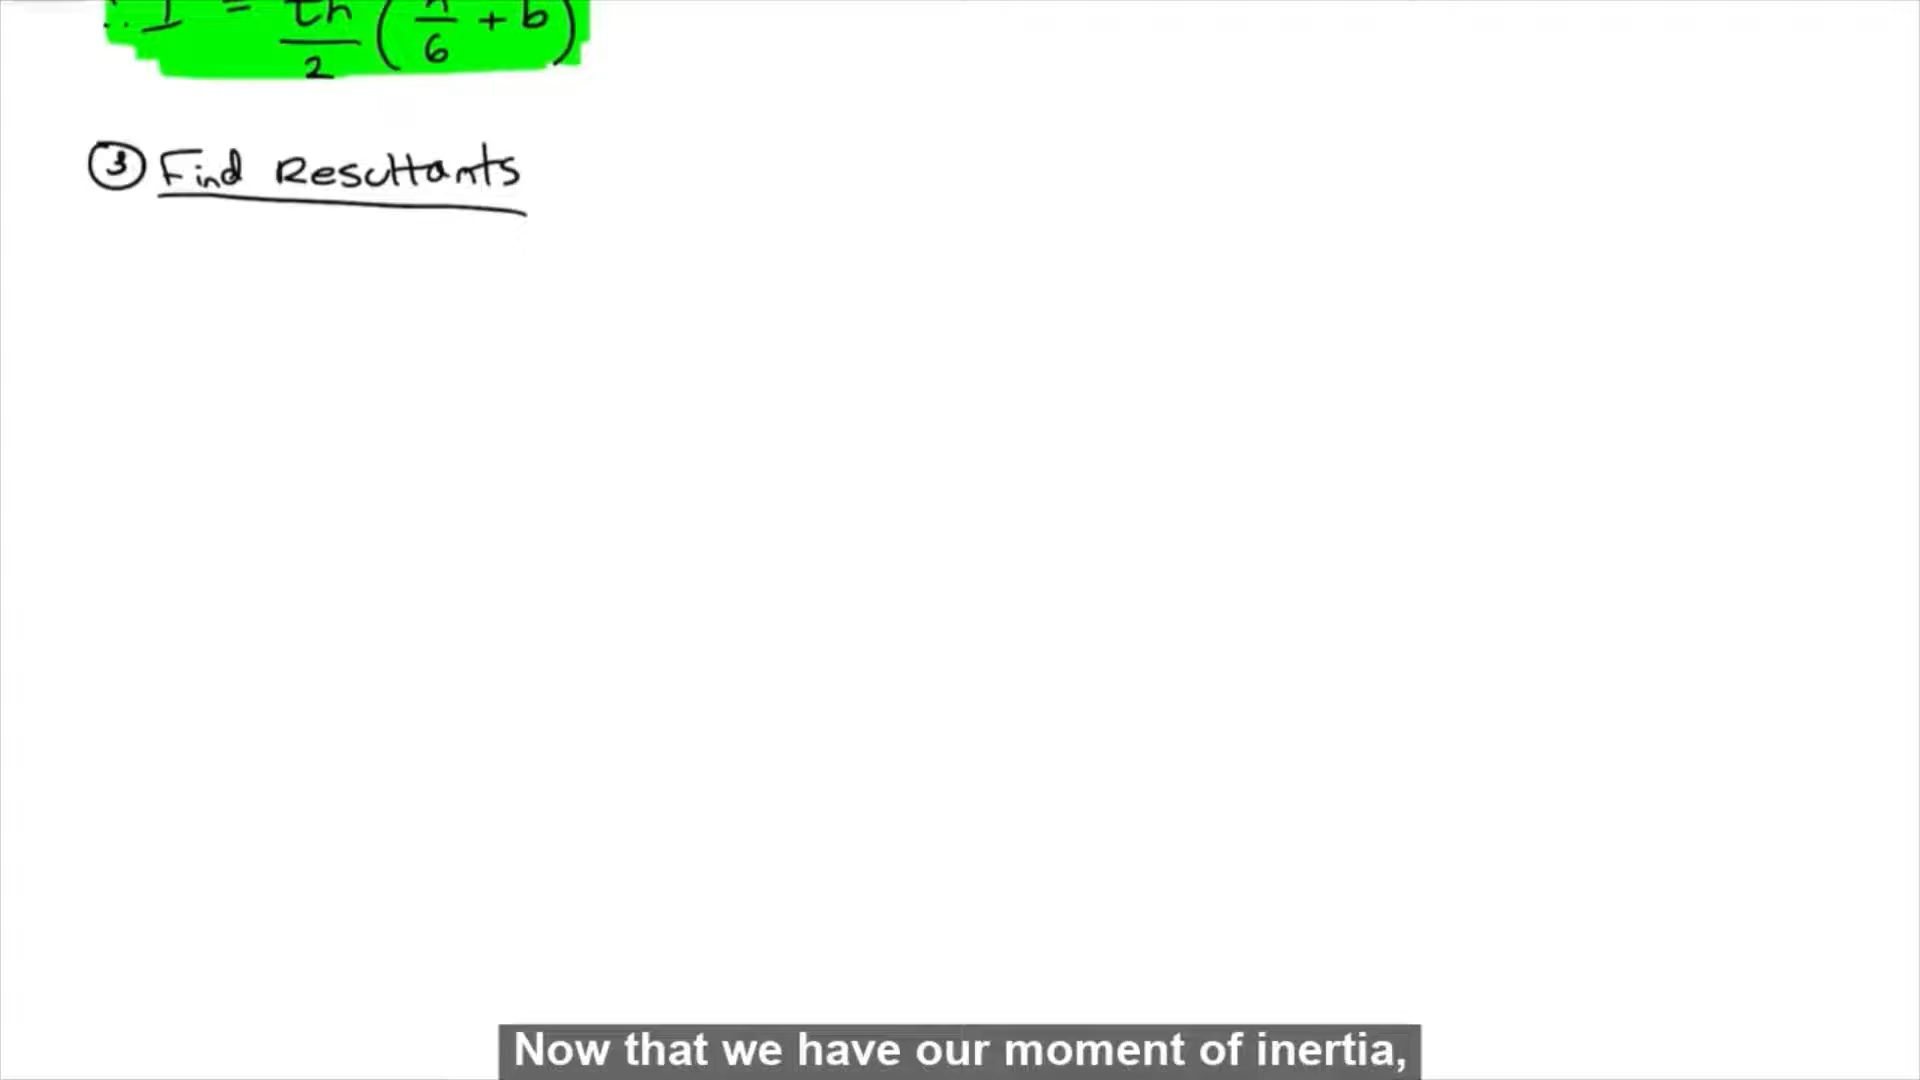 ∴ I = th/2 (h/6 + b)
③ Find Resultants
Now that we have our moment of inertia,